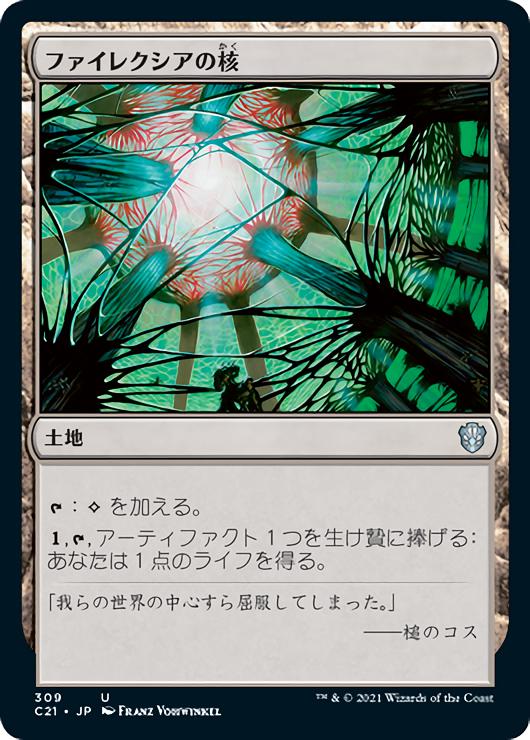 ファイレクシアの核
かく
土地
：◇を加える。
1, ,アーティファクト１つを生け贄に捧げる：
あなたは１点のライフを得る。
「我らの世界の中心すら屈服してしまった。」
――槌のコス
309 U
C21 • JP Franz Vohwinkel
™ & © 2021 Wizards of the Coast